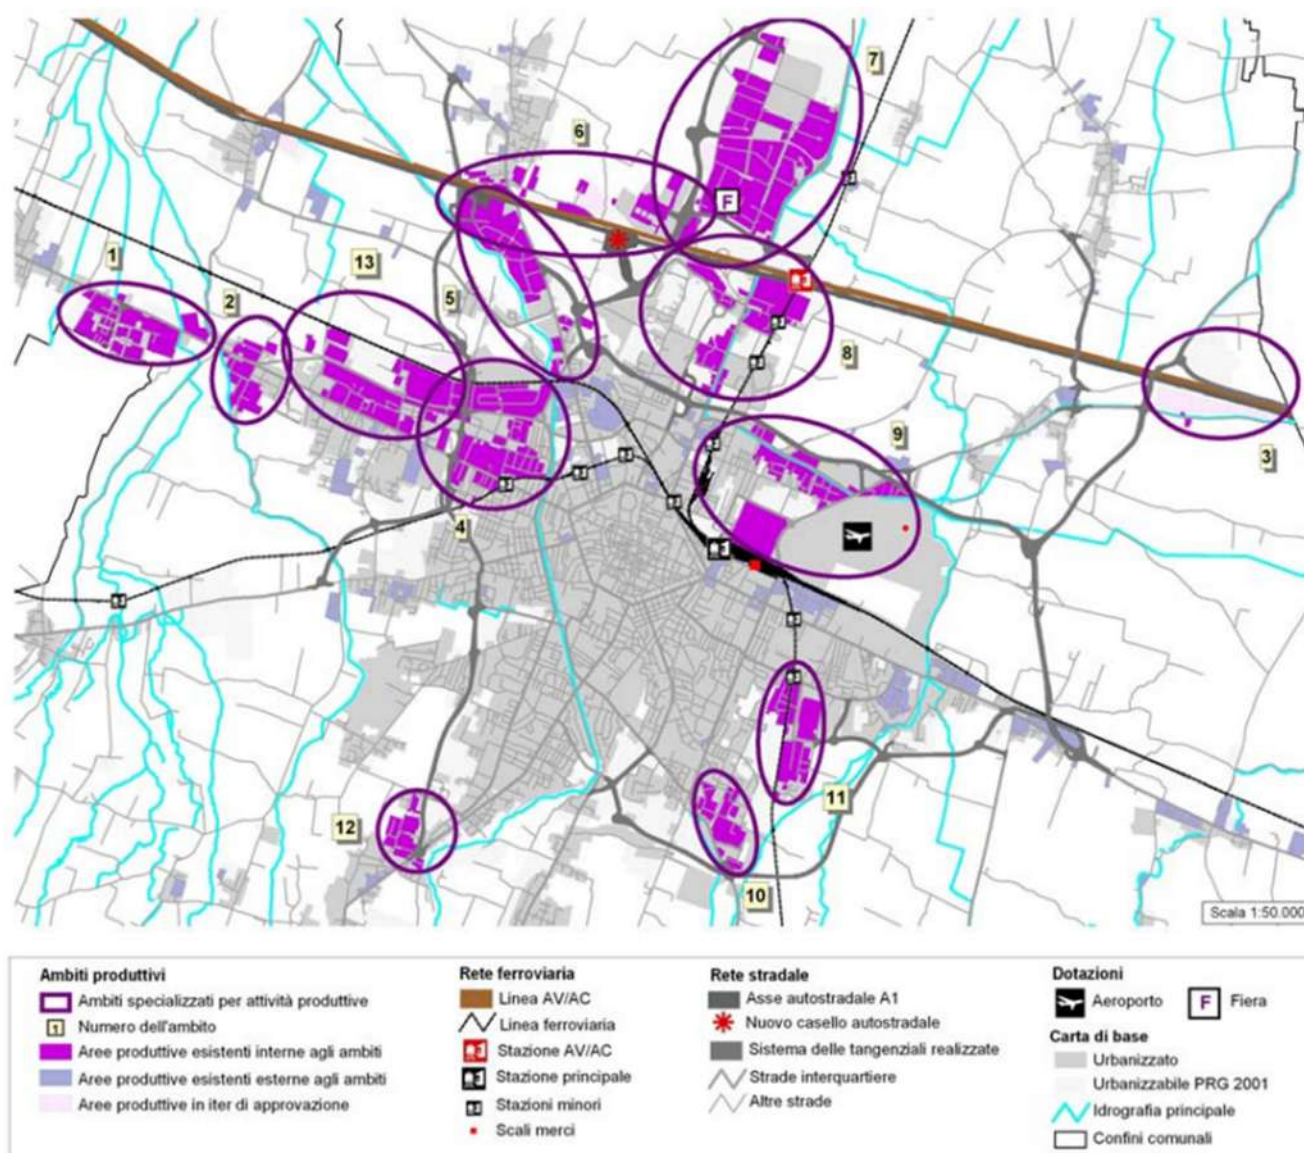 7
6
F
1
13
2
5
8
9
3
4
12
11
10
Scala 1:50.000
Ambiti produttivi
Ambiti specializzati per attività produttive
1 Numero dell'ambito
Aree produttive esistenti interne agli ambiti
Aree produttive esistenti esterne agli ambiti
Aree produttive in iter di approvazione
Rete ferroviaria
Linea AV/AC
Linea ferroviaria
Stazione AV/AC
Stazione principale
Stazioni minori
Scali merci
Rete stradale
Asse autostradale A1
Nuovo casello autostradale
Sistema delle tangenziali realizzate
Strade interquartiere
Altre strade
Dotazioni
Aeroporto F Fiera
Carta di base
Urbanizzato
Urbanizzabile PRG 2001
Idrografia principale
Confini comunali